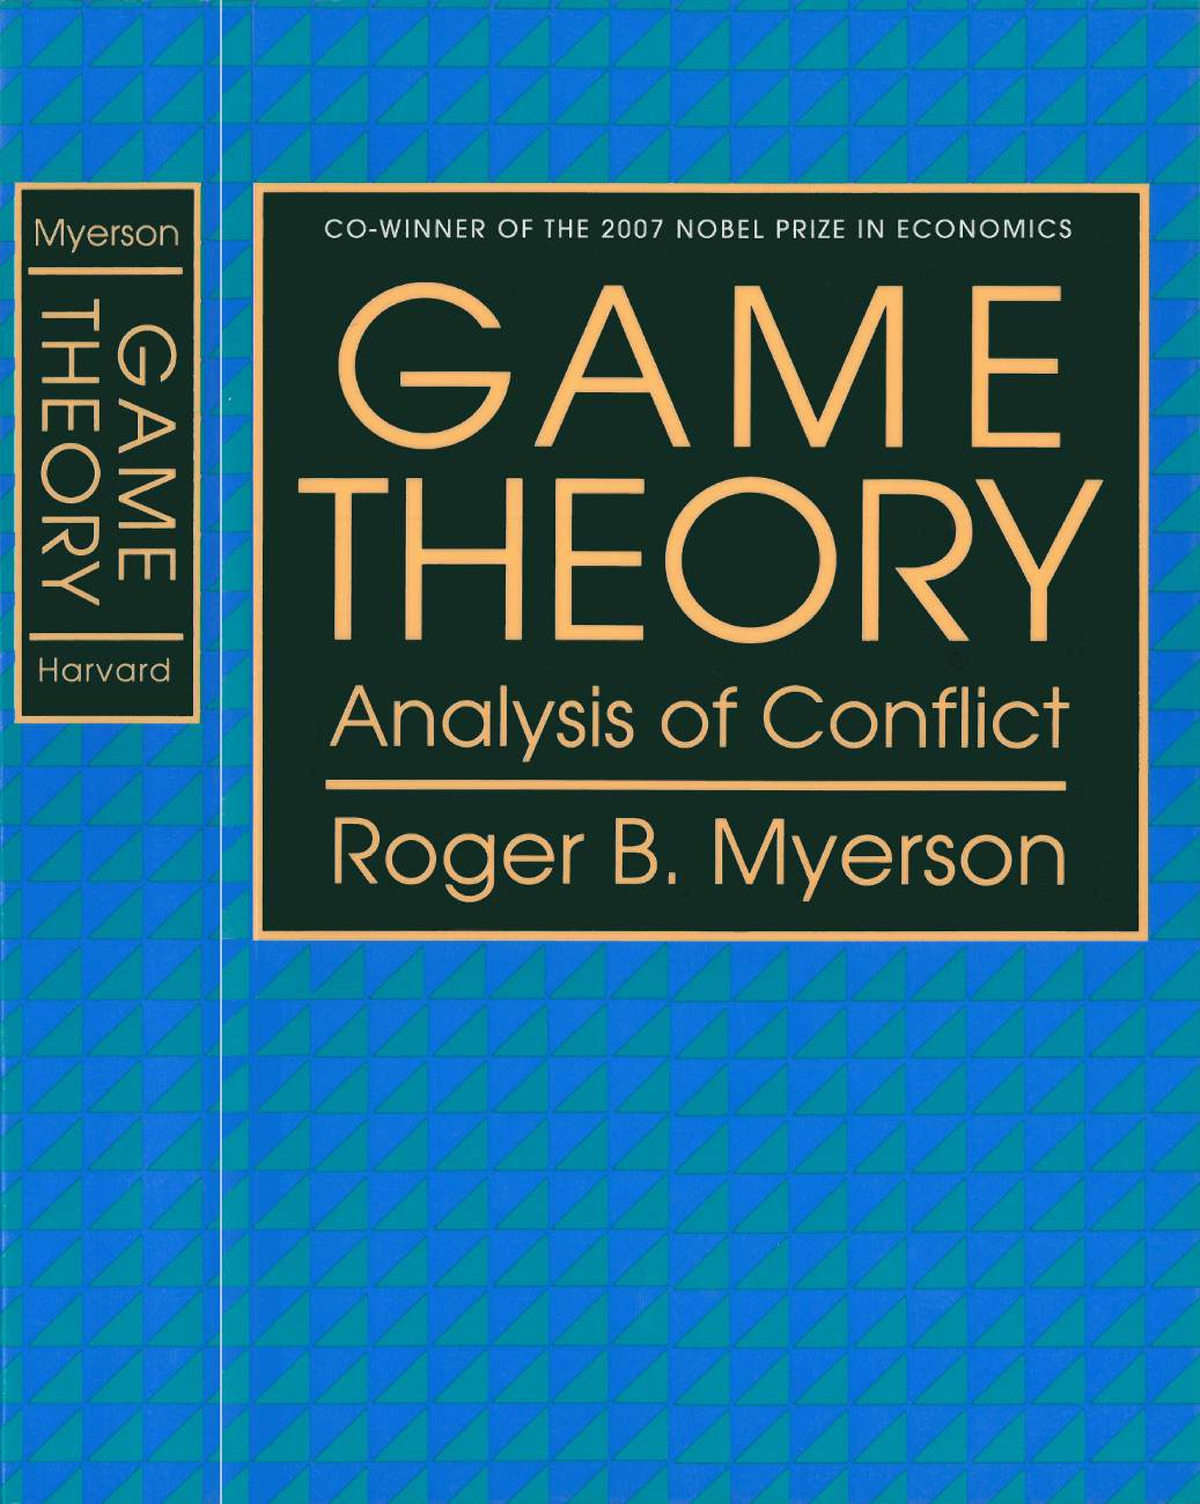 Myerson
GAME
THEORY
Harvard
CO-WINNER OF THE 2007 NOBEL PRIZE IN ECONOMICS
GAME
THEORY
Analysis of Conflict
Roger B. Myerson